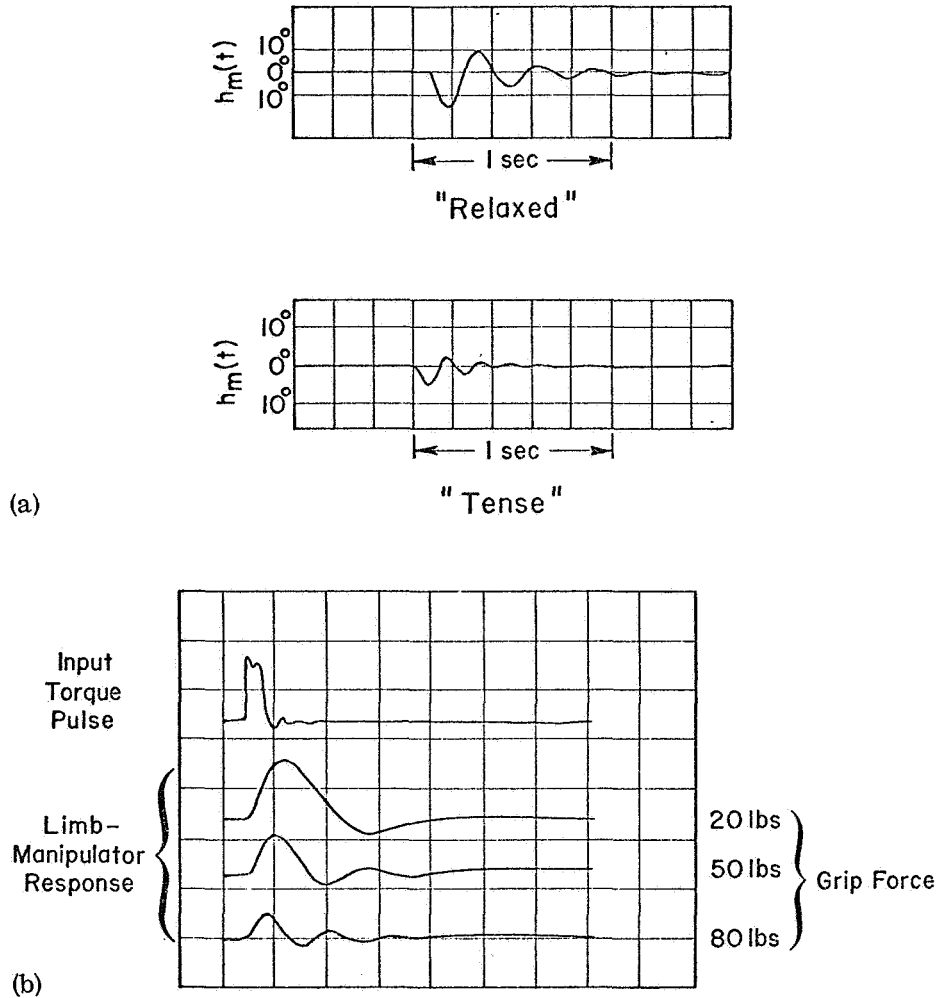 10°
0°
10°
h_m(t)
1 sec
"Relaxed"
10°
0°
10°
h_m(t)
1 sec
(a)
"Tense"
Input
Torque
Pulse
Limb-
Manipulator
Response
20 lbs
50 lbs
80 lbs
Grip Force
(b)